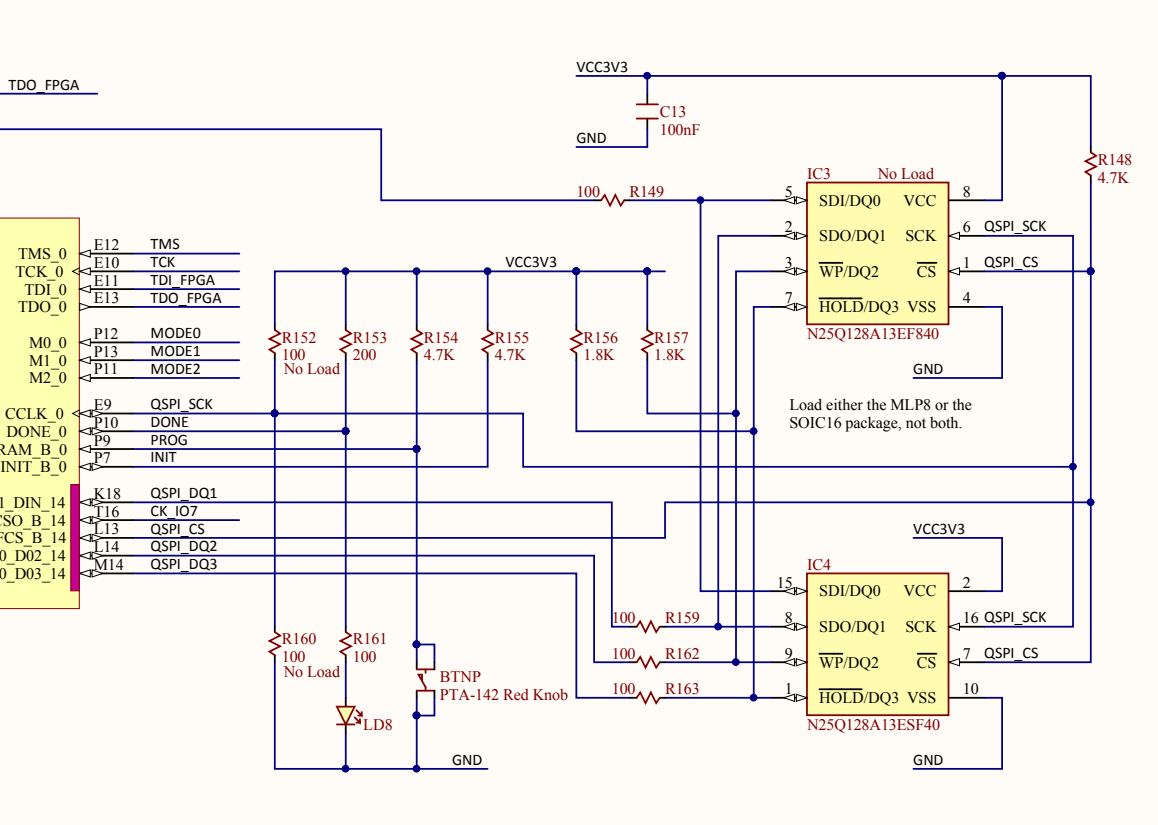 TDO_FPGA
VCC3V3
C13
100nF
GND
R148
4.7K
100 R149
IC3 No Load
5 SDI/DQ0 VCC 8
2 SDO/DQ1 SCK 6 QSPI_SCK
3 WP/DQ2 CS 1 QSPI_CS
7 HOLD/DQ3 VSS 4
N25Q128A13EF840
GND
TMS_0 E12 TMS
TCK_0 E10 TCK
TDI_0 E11 TDI_FPGA
TDO_0 E13 TDO_FPGA
M0_0 P12 MODE0
M1_0 P13 MODE1
M2_0 P11 MODE2
CCLK_0 E9 QSPI_SCK
DONE_0 P10 DONE
RAM_B_0 P9 PROG
INIT_B_0 P7 INIT
1_DIN_14 K18 QSPI_DQ1
CSO_B_14 T16 CK_IO7
FCS_B_14 L13 QSPI_CS
0_D02_14 L14 QSPI_DQ2
0_D03_14 M14 QSPI_DQ3
VCC3V3
R152
100
No Load
R153
200
R154
4.7K
R155
4.7K
R156
1.8K
R157
1.8K
Load either the MLP8 or the
SOIC16 package, not both.
R160
100
No Load
R161
100
LD8
BTNP
PTA-142 Red Knob
GND
100 R159
100 R162
100 R163
VCC3V3
IC4
15 SDI/DQ0 VCC 2
8 SDO/DQ1 SCK 16 QSPI_SCK
9 WP/DQ2 CS 7 QSPI_CS
1 HOLD/DQ3 VSS 10
N25Q128A13ESF40
GND